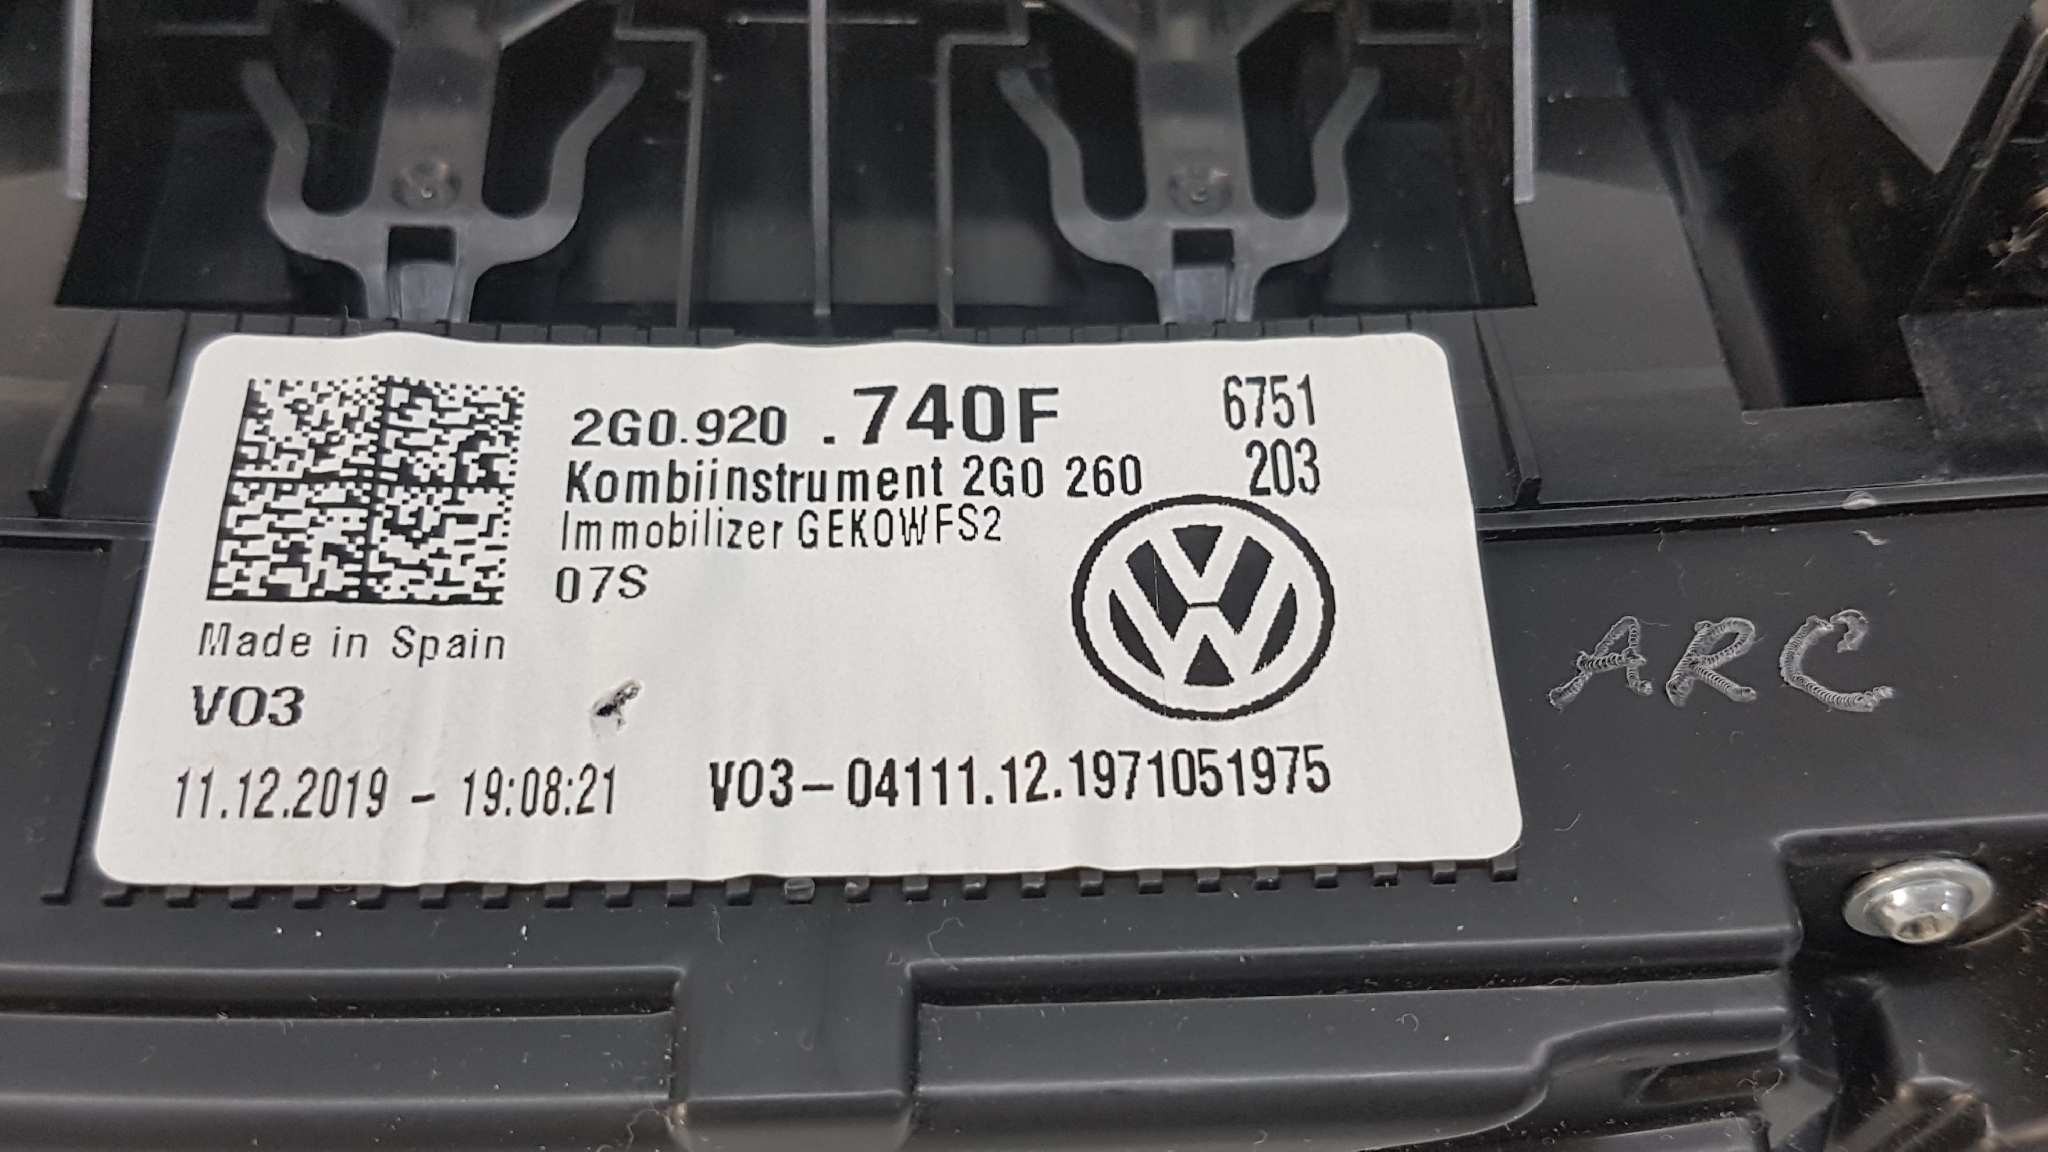 2G0.920 .740F 6751
Kombiinstrument 2G0 260 203
Immobilizer GEKOWFS2
07S
Made in Spain
V03
11.12.2019 - 19:08:21 V03-04111.12.1971051975
ARC